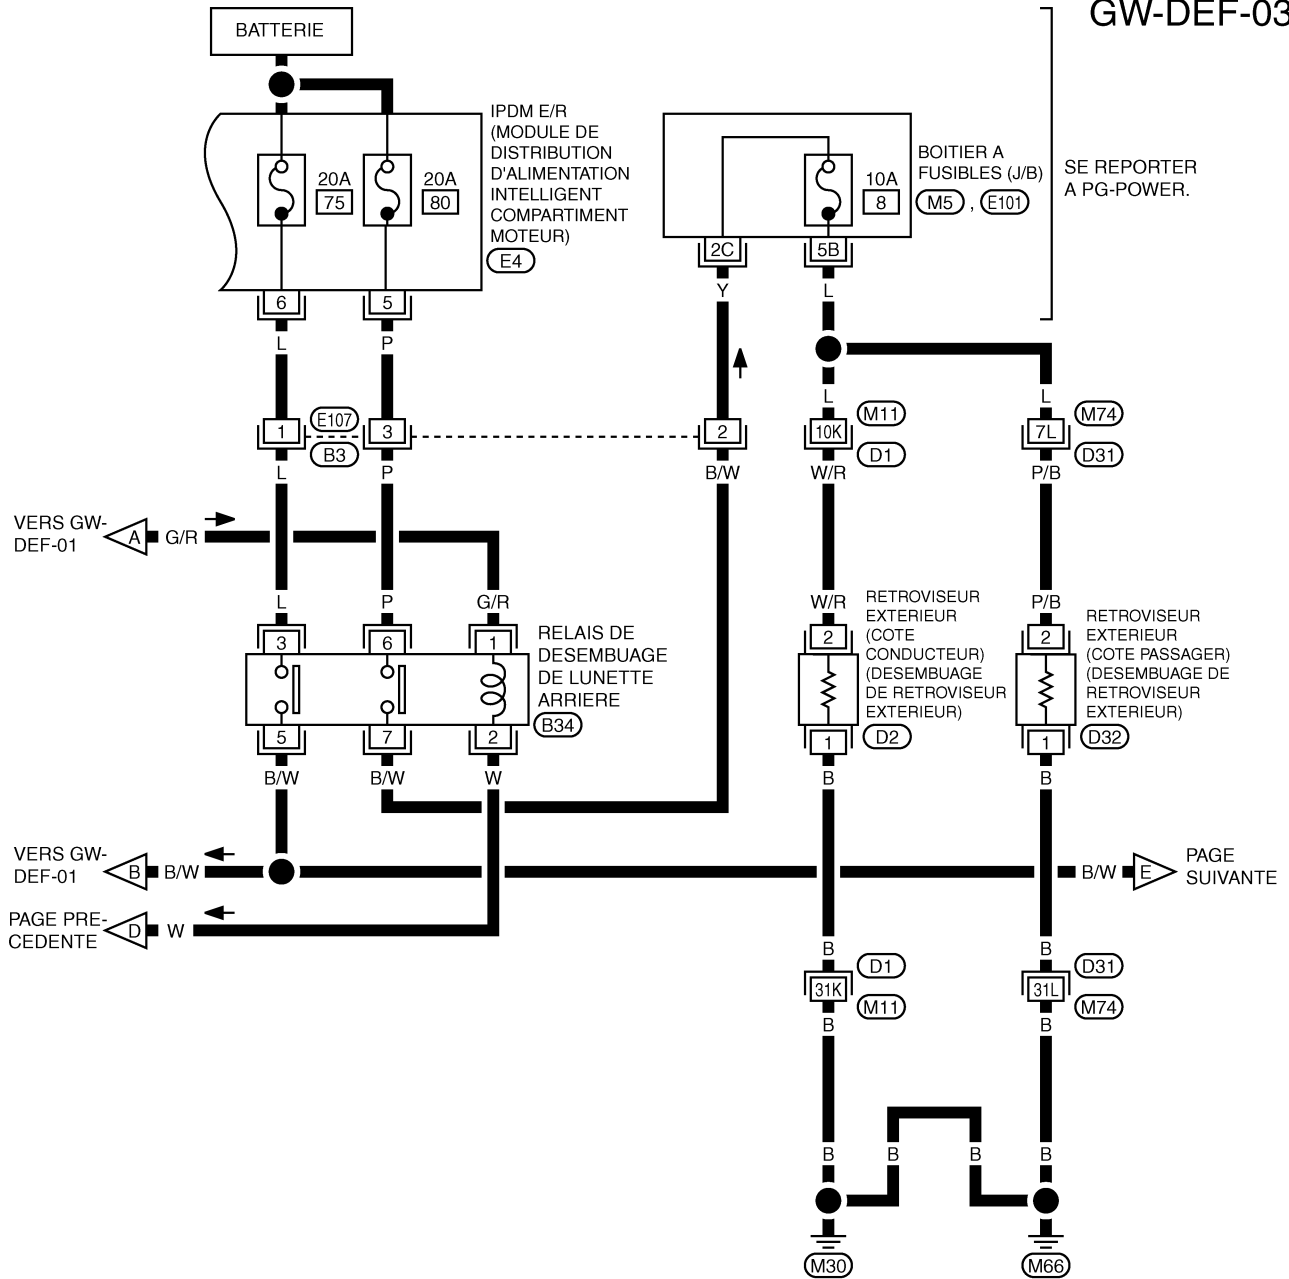 GW-DEF-03
BATTERIE
IPDM E/R
(MODULE DE
DISTRIBUTION
D'ALIMENTATION
INTELLIGENT
COMPARTIMENT
MOTEUR)
E4
20A
75
20A
80
BOITIER A
FUSIBLES (J/B)
M5 , E101
10A
8
SE REPORTER
A PG-POWER.
6
5
2C
5B
L
P
Y
L
L
L
1
E107
B3
3
2
10K
M11
D1
7L
M74
D31
L
P
B/W
W/R
P/B
VERS GW-
DEF-01
A
G/R
L
P
G/R
W/R
P/B
3
6
1
RELAIS DE
DESEMBUAGE
DE LUNETTE
ARRIERE
B34
2
RETROVISEUR
EXTERIEUR
(COTE
CONDUCTEUR)
(DESEMBUAGE
DE RETROVISEUR
EXTERIEUR)
D2
2
RETROVISEUR
EXTERIEUR
(COTE PASSAGER)
(DESEMBUAGE DE
RETROVISEUR
EXTERIEUR)
D32
5
7
2
1
1
B/W
B/W
W
B
B
VERS GW-
DEF-01
B
B/W
B/W
E
PAGE
SUIVANTE
PAGE PRE-
CEDENTE
D
W
B
B
D1
31K
M11
D31
31L
M74
B
B
B
B
B
B
M30
M66